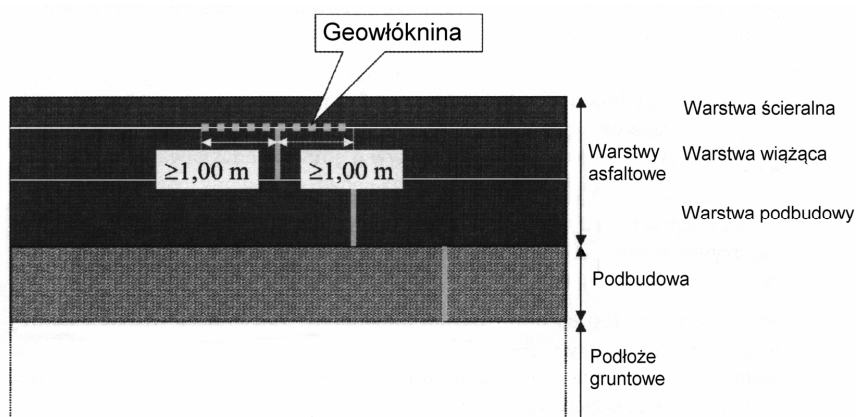 Geowłóknina
Warstwa ścieralna
Warstwy
asfaltowe
Warstwa wiążąca
≥1,00 m
≥1,00 m
Warstwa podbudowy
Podbudowa
Podłoże
gruntowe